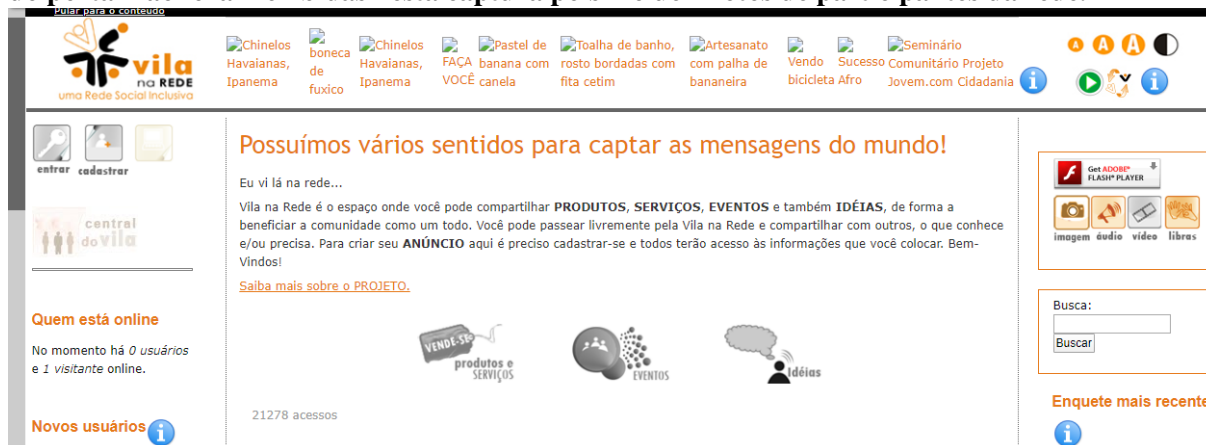 Pular para o conteúdo
vila
na REDE
uma Rede Social Inclusiva
Chinelos
Havaianas,
Ipanema
boneca
de
fuxico
Chinelos
Havaianas,
Ipanema
FAÇA
VOCÊ
Pastel de
banana com
canela
Toalha de banho,
rosto bordadas com
fita cetim
Artesanato
com palha de
bananeira
Vendo
bicicleta
Sucesso
Afro
Seminário
Comunitário Projeto
Jovem.com Cidadania
i
A A A
i
entrar cadastrar
central
do vila
Quem está online
No momento há 0 usuários
e 1 visitante online.
Novos usuários i
Possuímos vários sentidos para captar as mensagens do mundo!
Eu vi lá na rede...
Vila na Rede é o espaço onde você pode compartilhar PRODUTOS, SERVIÇOS, EVENTOS e também IDÉIAS, de forma a
beneficiar a comunidade como um todo. Você pode passear livremente pela Vila na Rede e compartilhar com outros, o que conhece
e/ou precisa. Para criar seu ANÚNCIO aqui é preciso cadastrar-se e todos terão acesso às informações que você colocar. Bem-
Vindos!
Saiba mais sobre o PROJETO.
VENDE-SE
produtos e
SERVIÇOS
EVENTOS
Idéias
21278 acessos
Get ADOBE®
FLASH® PLAYER
imagem áudio vídeo libras
Busca:
Buscar
Enquete mais recente
i